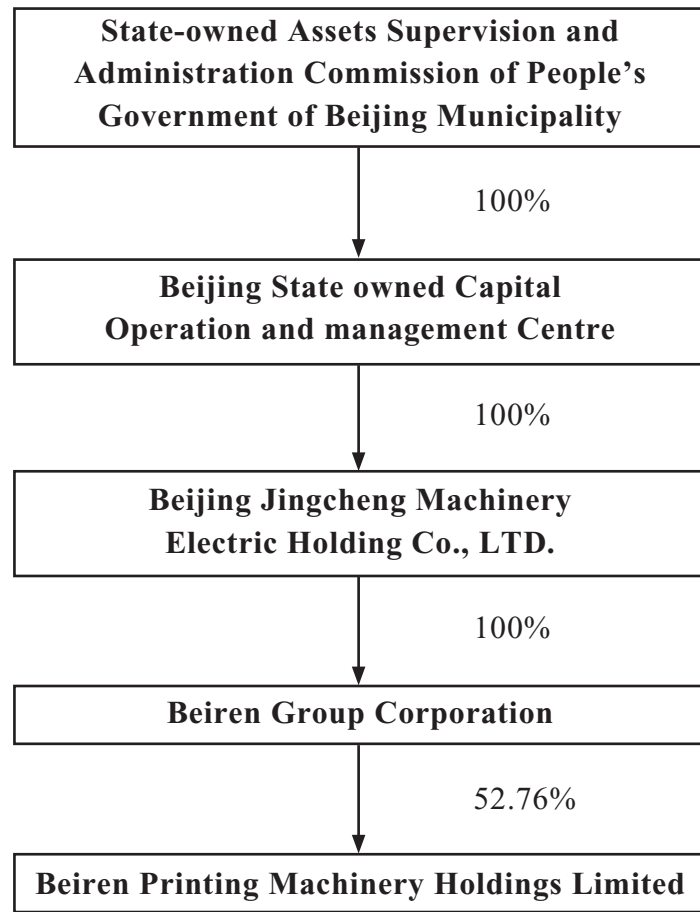 State-owned Assets Supervision and
Administration Commission of People’s
Government of Beijing Municipality
100%
Beijing State owned Capital
Operation and management Centre
100%
Beijing Jingcheng Machinery
Electric Holding Co., LTD.
100%
Beiren Group Corporation
52.76%
Beiren Printing Machinery Holdings Limited